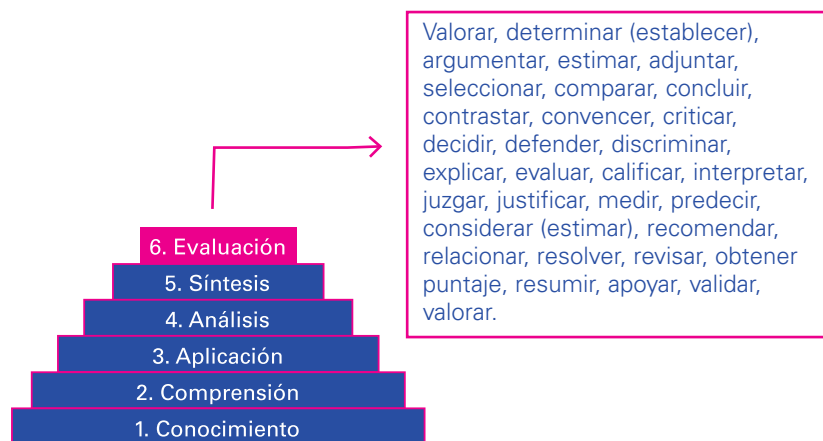 Valorar, determinar (establecer),
argumentar, estimar, adjuntar,
seleccionar, comparar, concluir,
contrastar, convencer, criticar,
decidir, defender, discriminar,
explicar, evaluar, calificar, interpretar,
juzgar, justificar, medir, predecir,
considerar (estimar), recomendar,
relacionar, resolver, revisar, obtener
puntaje, resumir, apoyar, validar,
valorar.
6. Evaluación
5. Síntesis
4. Análisis
3. Aplicación
2. Comprensión
1. Conocimiento